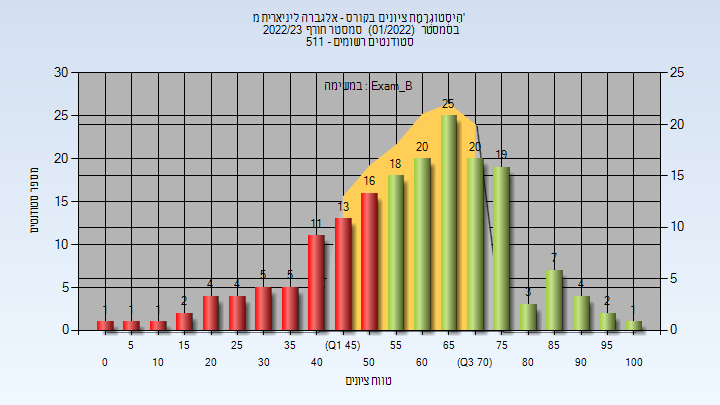 הִיסְטוֹגְרָמַת ציונים בקורס - אלגברה ליניארית מ'
בסמסטר (01/2022) סמסטר חורף 2022/23
סטודנטים רשומים - 511
במשימה : Exam_B
מספר סטודנטים
30 25 20 15 10 5 0
25 20 15 10 5 0
1 1 1 2 4 4 5 5 11 13 16 18 20 25 20 19 3 7 4 2 1
5 15 25 35 (Q1 45) 55 65 75 85 95
0 10 20 30 40 50 60 (Q3 70) 80 90 100
טווח ציונים